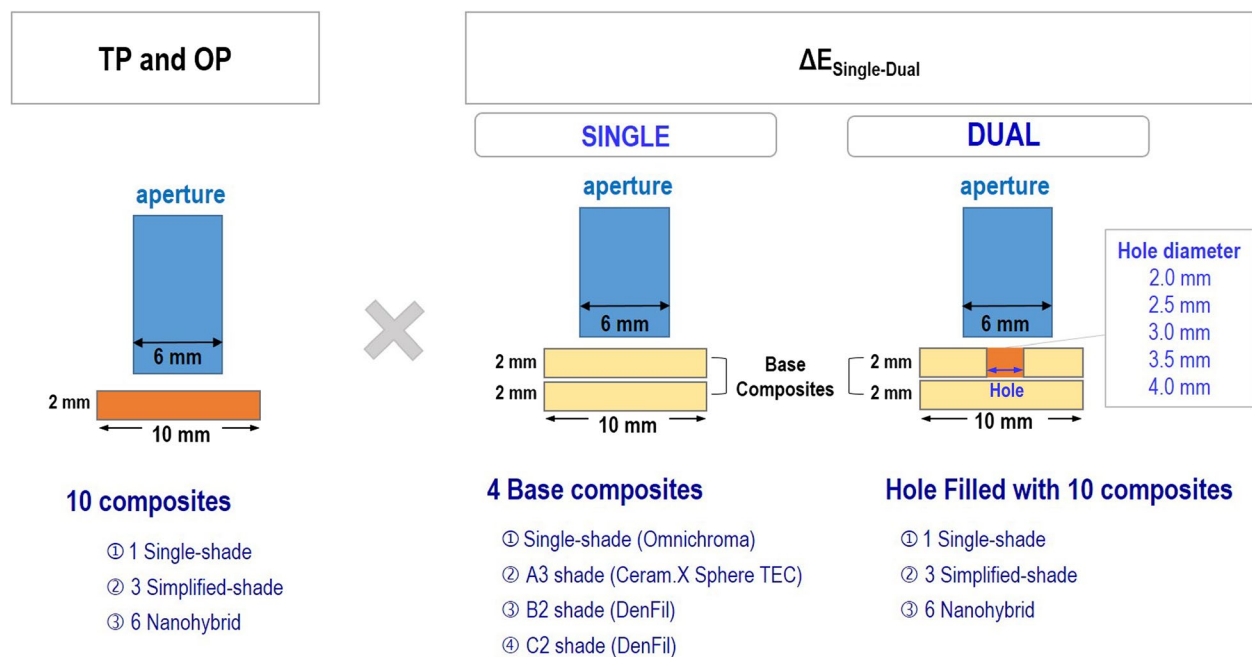 TP and OP
aperture
6 mm
2 mm
10 mm
10 composites
① 1 Single-shade
② 3 Simplified-shade
③ 6 Nanohybrid
ΔESingle-Dual
SINGLE
aperture
6 mm
2 mm
2 mm
10 mm
Base
Composites
4 Base composites
① Single-shade (Omnichroma)
② A3 shade (Ceram.X Sphere TEC)
③ B2 shade (DenFil)
④ C2 shade (DenFil)
DUAL
aperture
6 mm
2 mm
2 mm
Hole
10 mm
Hole diameter
2.0 mm
2.5 mm
3.0 mm
3.5 mm
4.0 mm
Hole Filled with 10 composites
① 1 Single-shade
② 3 Simplified-shade
③ 6 Nanohybrid